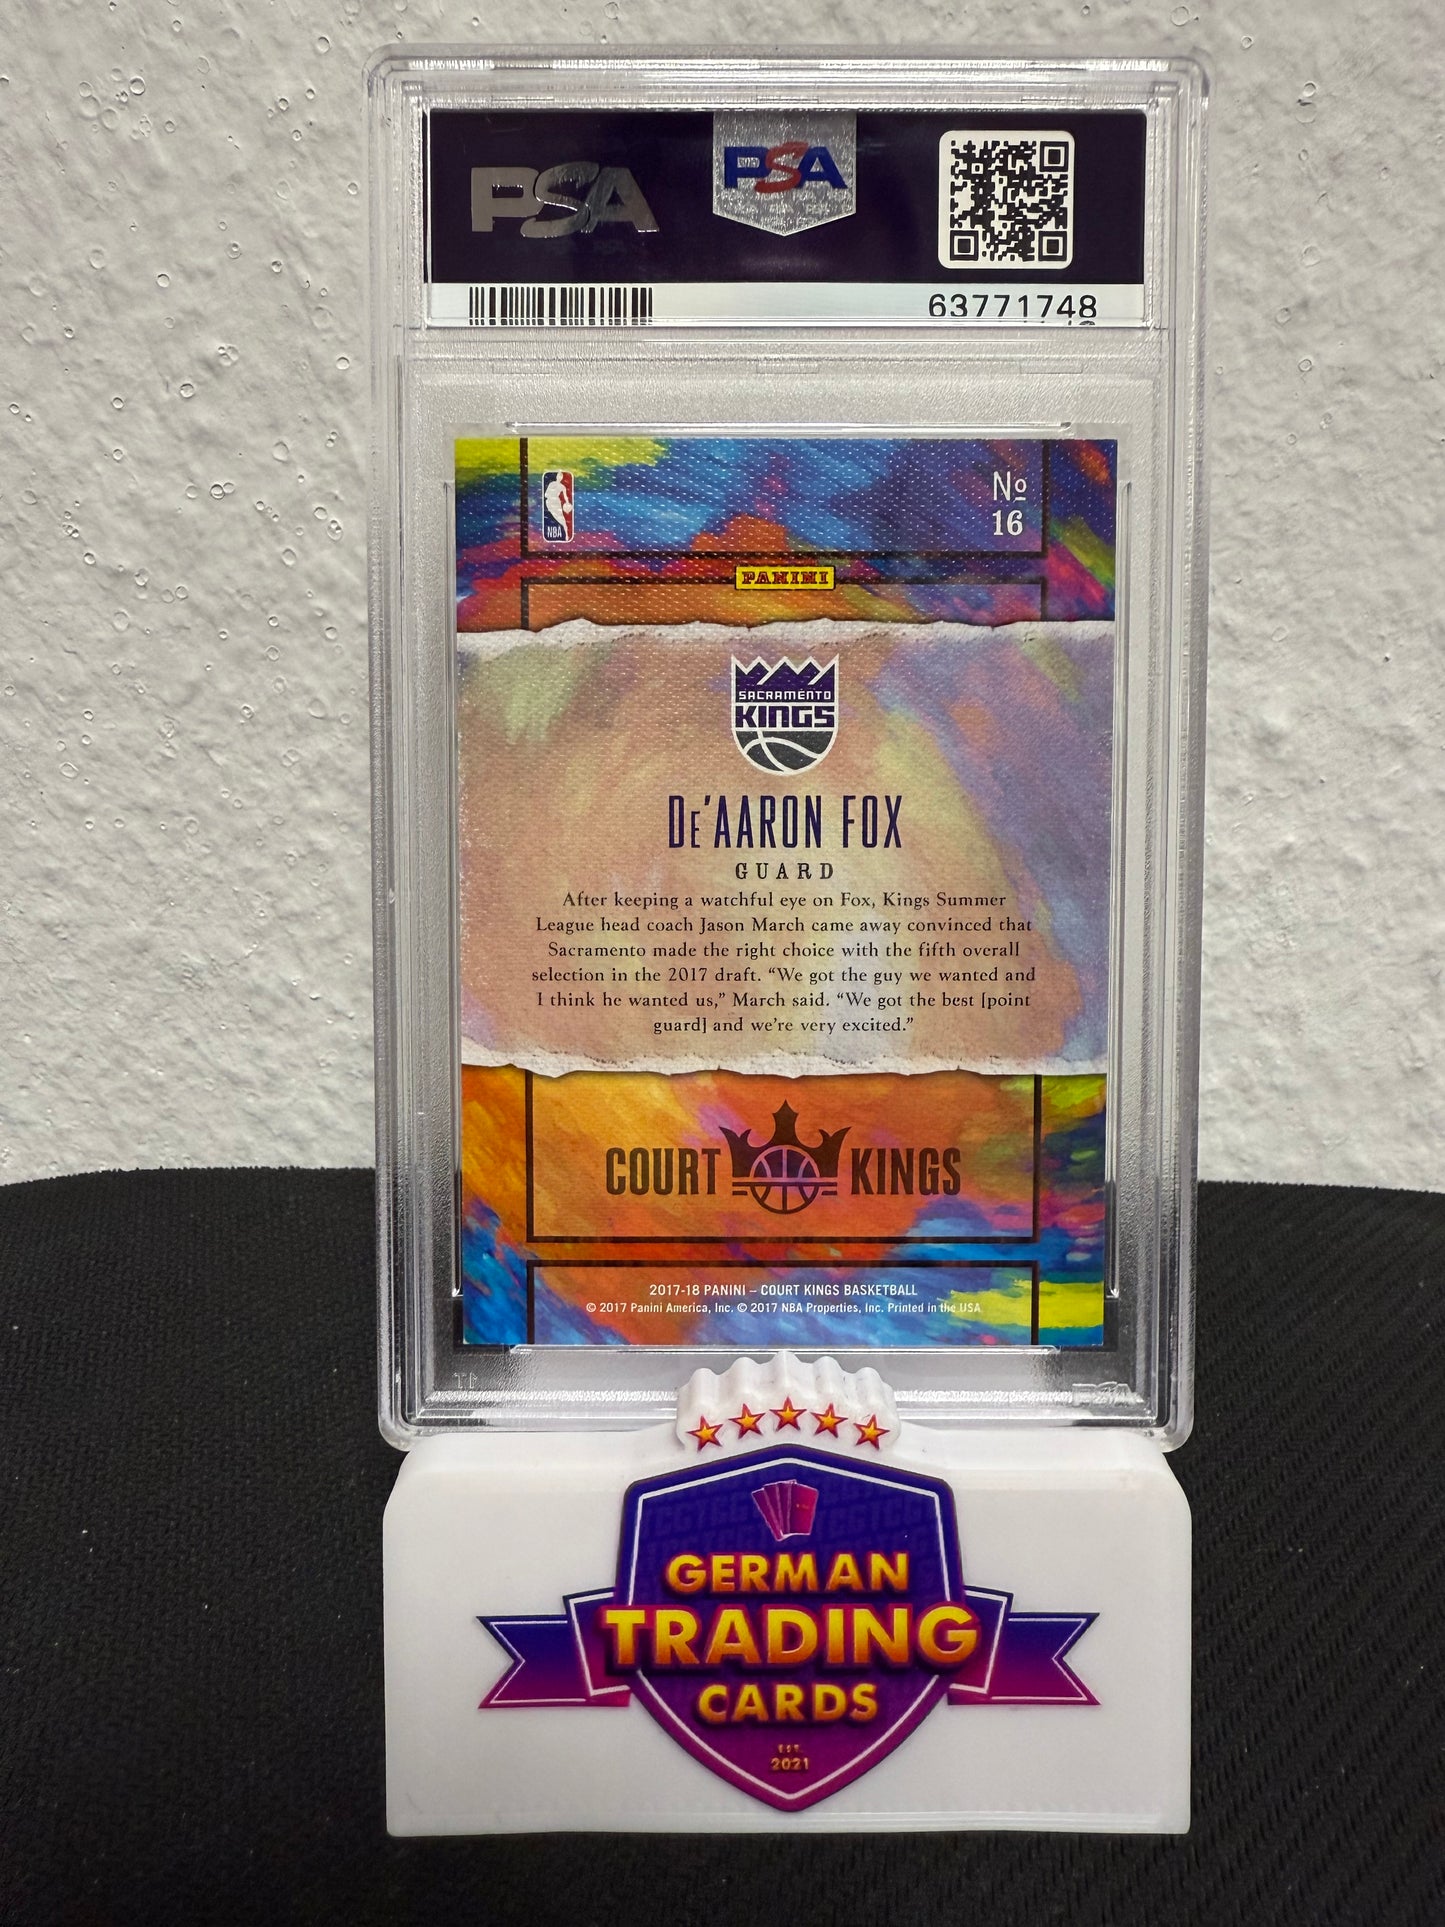 PSA
PSA
63771748
NBA
No
16
PANINI
SACRAMENTO
KINGS
De'AARON FOX
GUARD
After keeping a watchful eye on Fox, Kings Summer
League head coach Jason March came away convinced that
Sacramento made the right choice with the fifth overall
selection in the 2017 draft. “We got the guy we wanted and
I think he wanted us,” March said. “We got the best [point
guard] and we’re very excited.”
COURT KINGS
2017-18 PANINI – COURT KINGS BASKETBALL
© 2017 Panini America, Inc. © 2017 NBA Properties, Inc. Printed in the USA
GERMAN
TRADING
CARDS
EST.
2021